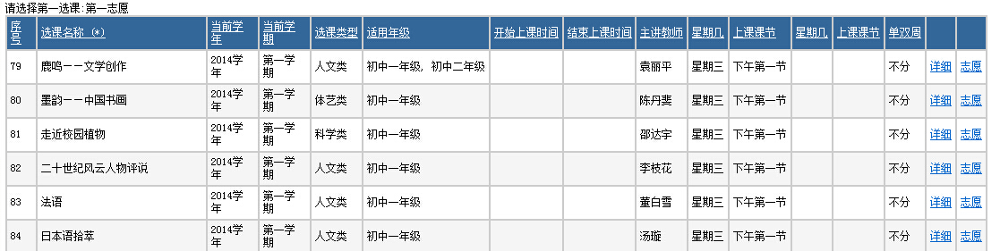 请选择第一选课:第一志愿
序号 选课名称 (*) 当前学年 当前学期 选课类型 适用年级 开始上课时间 结束上课时间 主讲教师 星期几 上课课节 星期几 上课课节 单双周
79 鹿鸣——文学创作 2014学年 第一学期 人文类 初中一年级, 初中二年级 袁丽平 星期三 下午第一节 不分 详细 志愿
80 墨韵——中国书画 2014学年 第一学期 体艺类 初中一年级 陈丹斐 星期三 下午第一节 不分 详细 志愿
81 走近校园植物 2014学年 第一学期 科学类 初中一年级 邵达宇 星期三 下午第一节 不分 详细 志愿
82 二十世纪风云人物评说 2014学年 第一学期 人文类 初中一年级 李枝花 星期三 下午第一节 不分 详细 志愿
83 法语 2014学年 第一学期 人文类 初中一年级 董白雪 星期三 下午第一节 不分 详细 志愿
84 日本语拾萃 2014学年 第一学期 人文类 初中一年级 汤璇 星期三 下午第一节 不分 详细 志愿